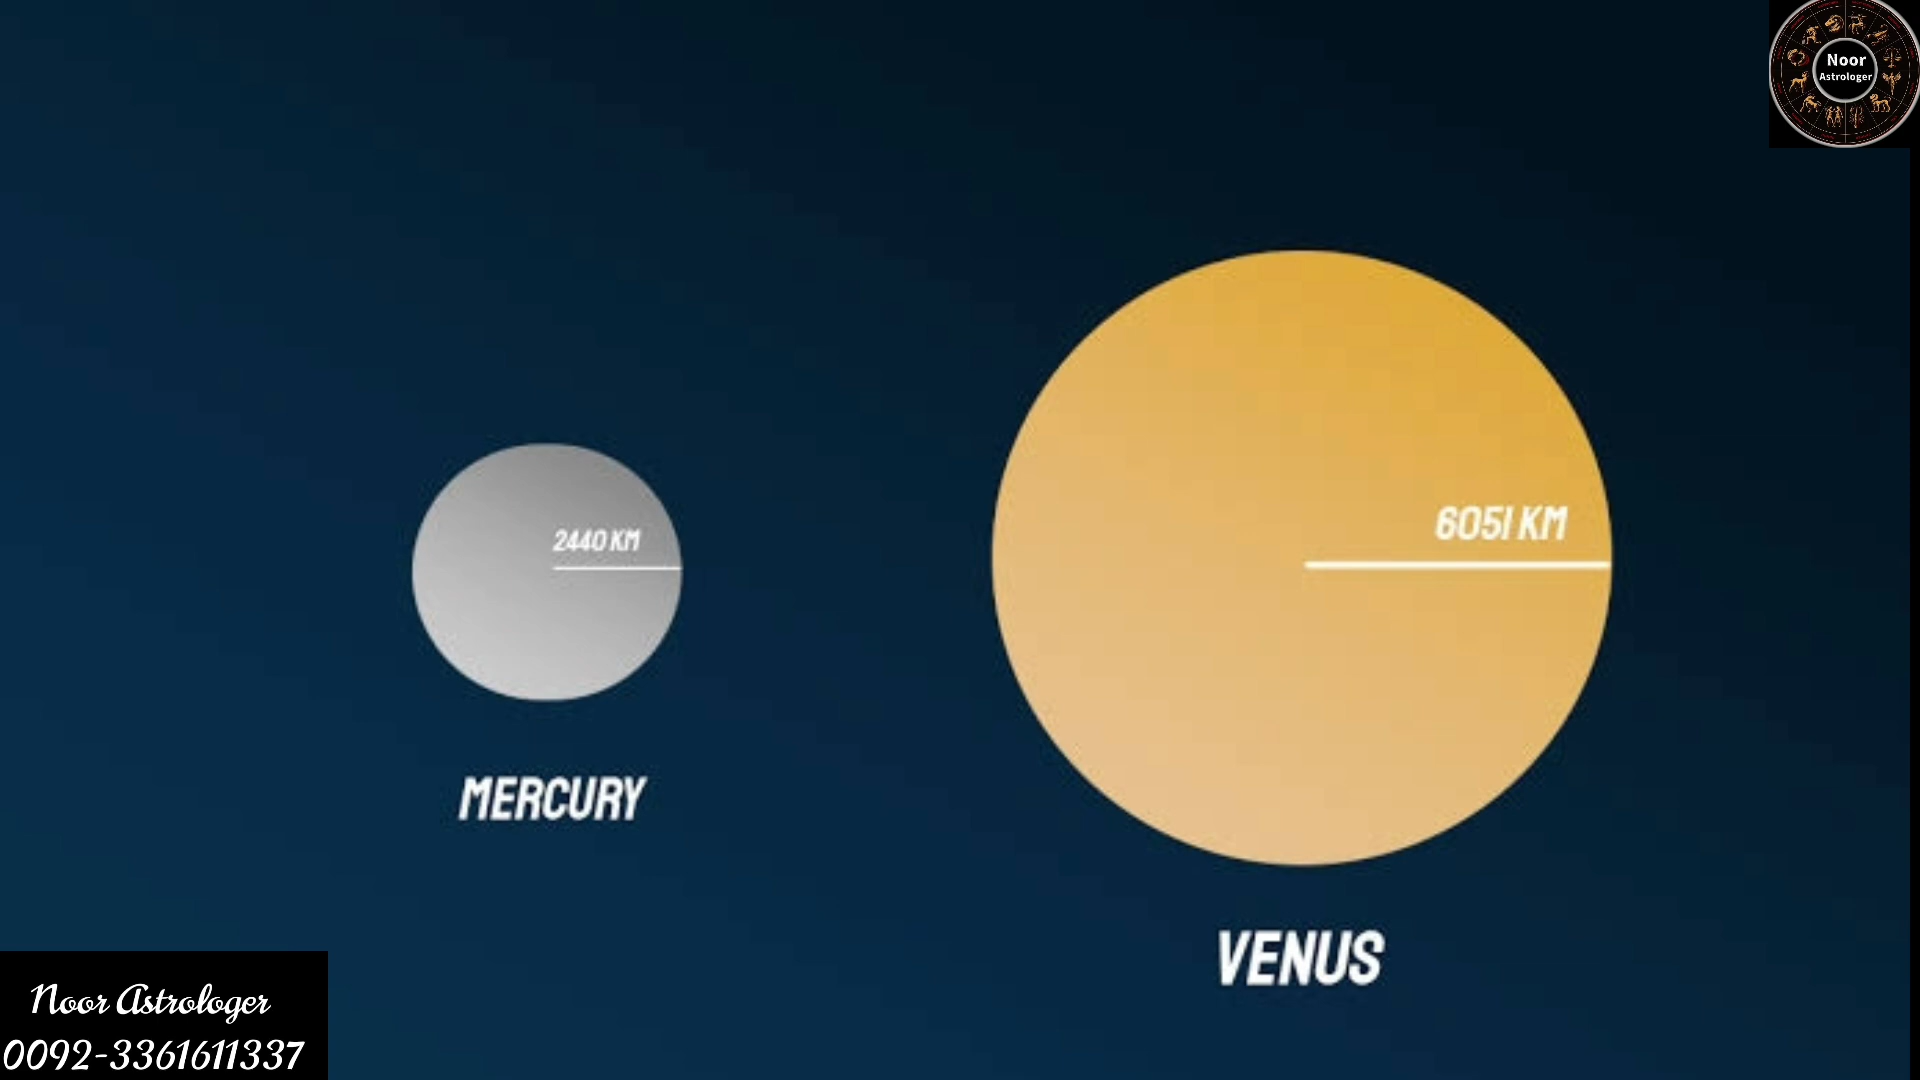 Noor
Astrologer
2440 KM
6051 KM
MERCURY
VENUS
Noor Astrologer
0092-3361611337